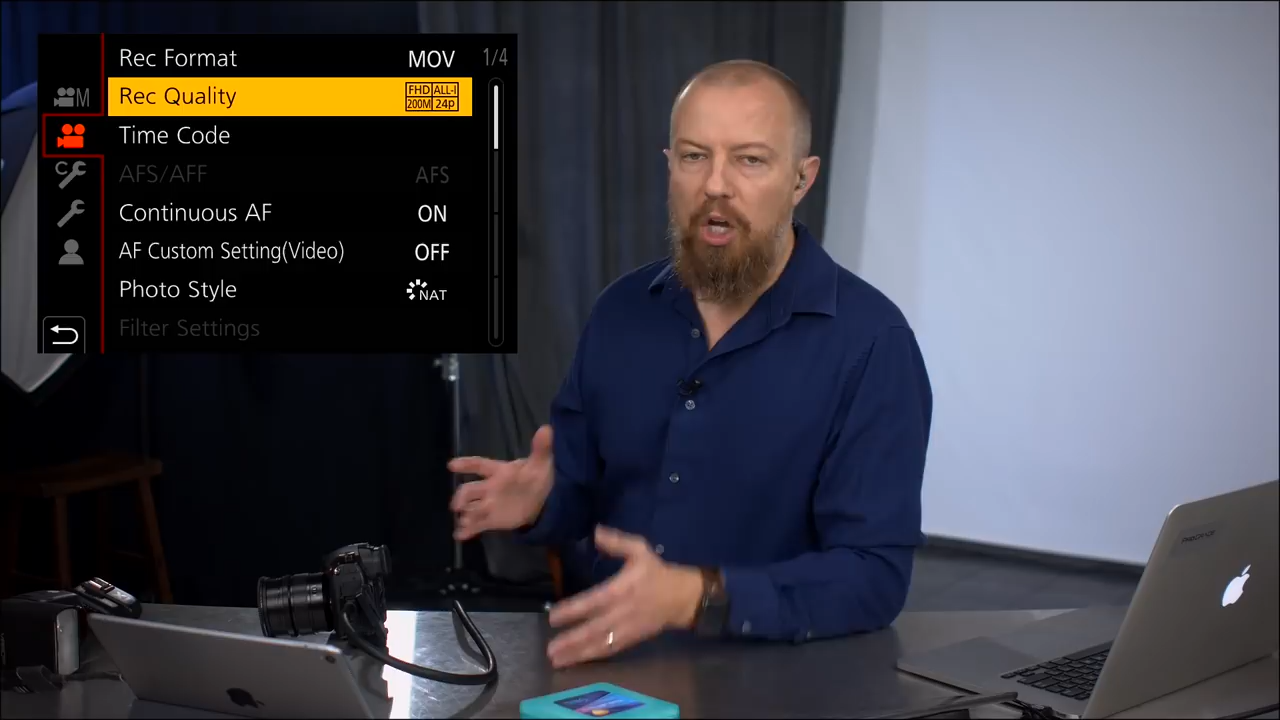 Rec Format MOV 1/4
Rec Quality FHD ALL-I 200M 24p
M
Time Code
C
AFS/AFF AFS
Continuous AF ON
AF Custom Setting(Video) OFF
Photo Style NAT
Filter Settings